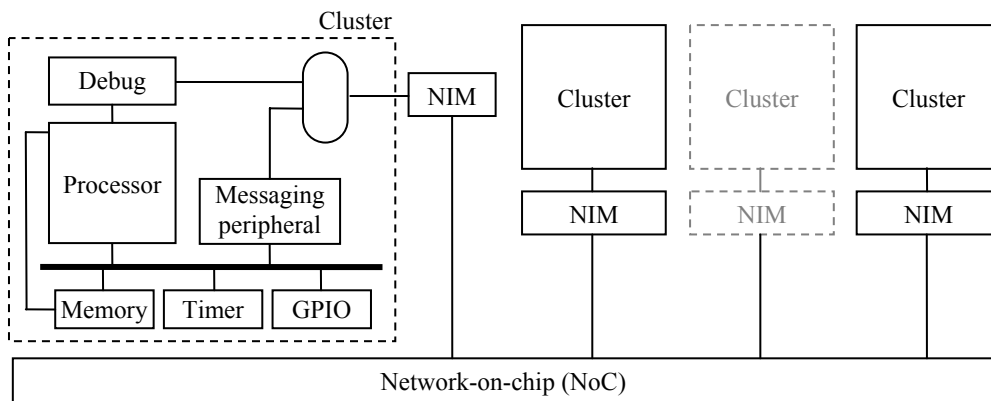 Cluster
Debug
NIM
Processor
Messaging
peripheral
Memory
Timer
GPIO
Cluster
NIM
Cluster
NIM
Cluster
NIM
Network-on-chip (NoC)